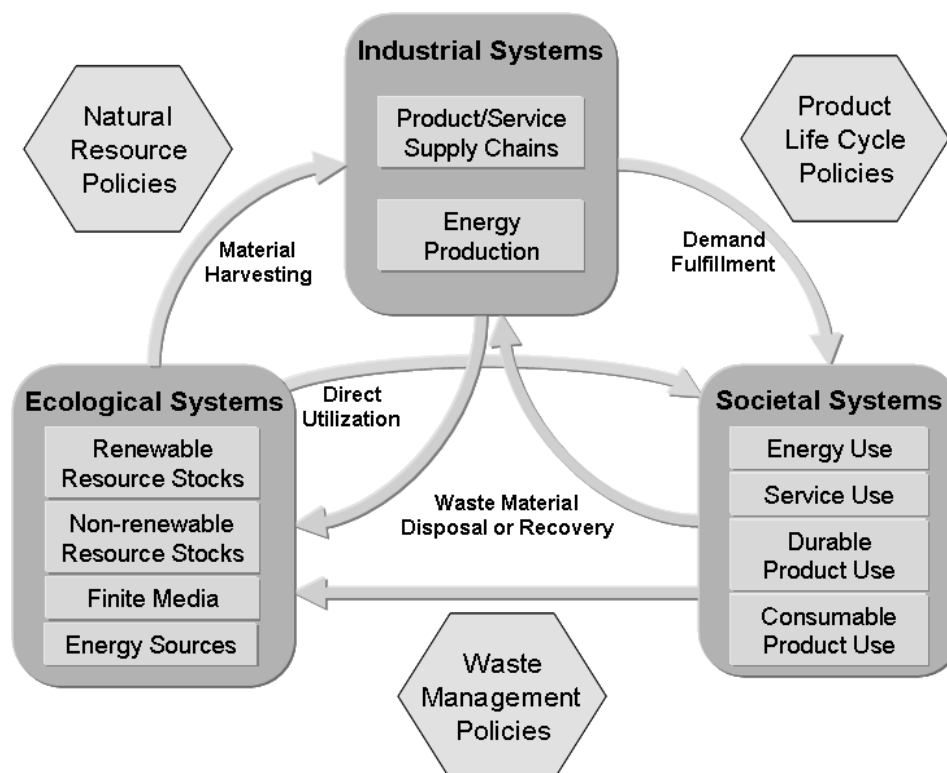 Industrial Systems
Product/Service
Supply Chains
Energy
Production
Natural
Resource
Policies
Product
Life Cycle
Policies
Material
Harvesting
Demand
Fulfillment
Ecological Systems
Renewable
Resource Stocks
Non-renewable
Resource Stocks
Finite Media
Energy Sources
Direct
Utilization
Waste Material
Disposal or Recovery
Societal Systems
Energy Use
Service Use
Durable
Product Use
Consumable
Product Use
Waste
Management
Policies